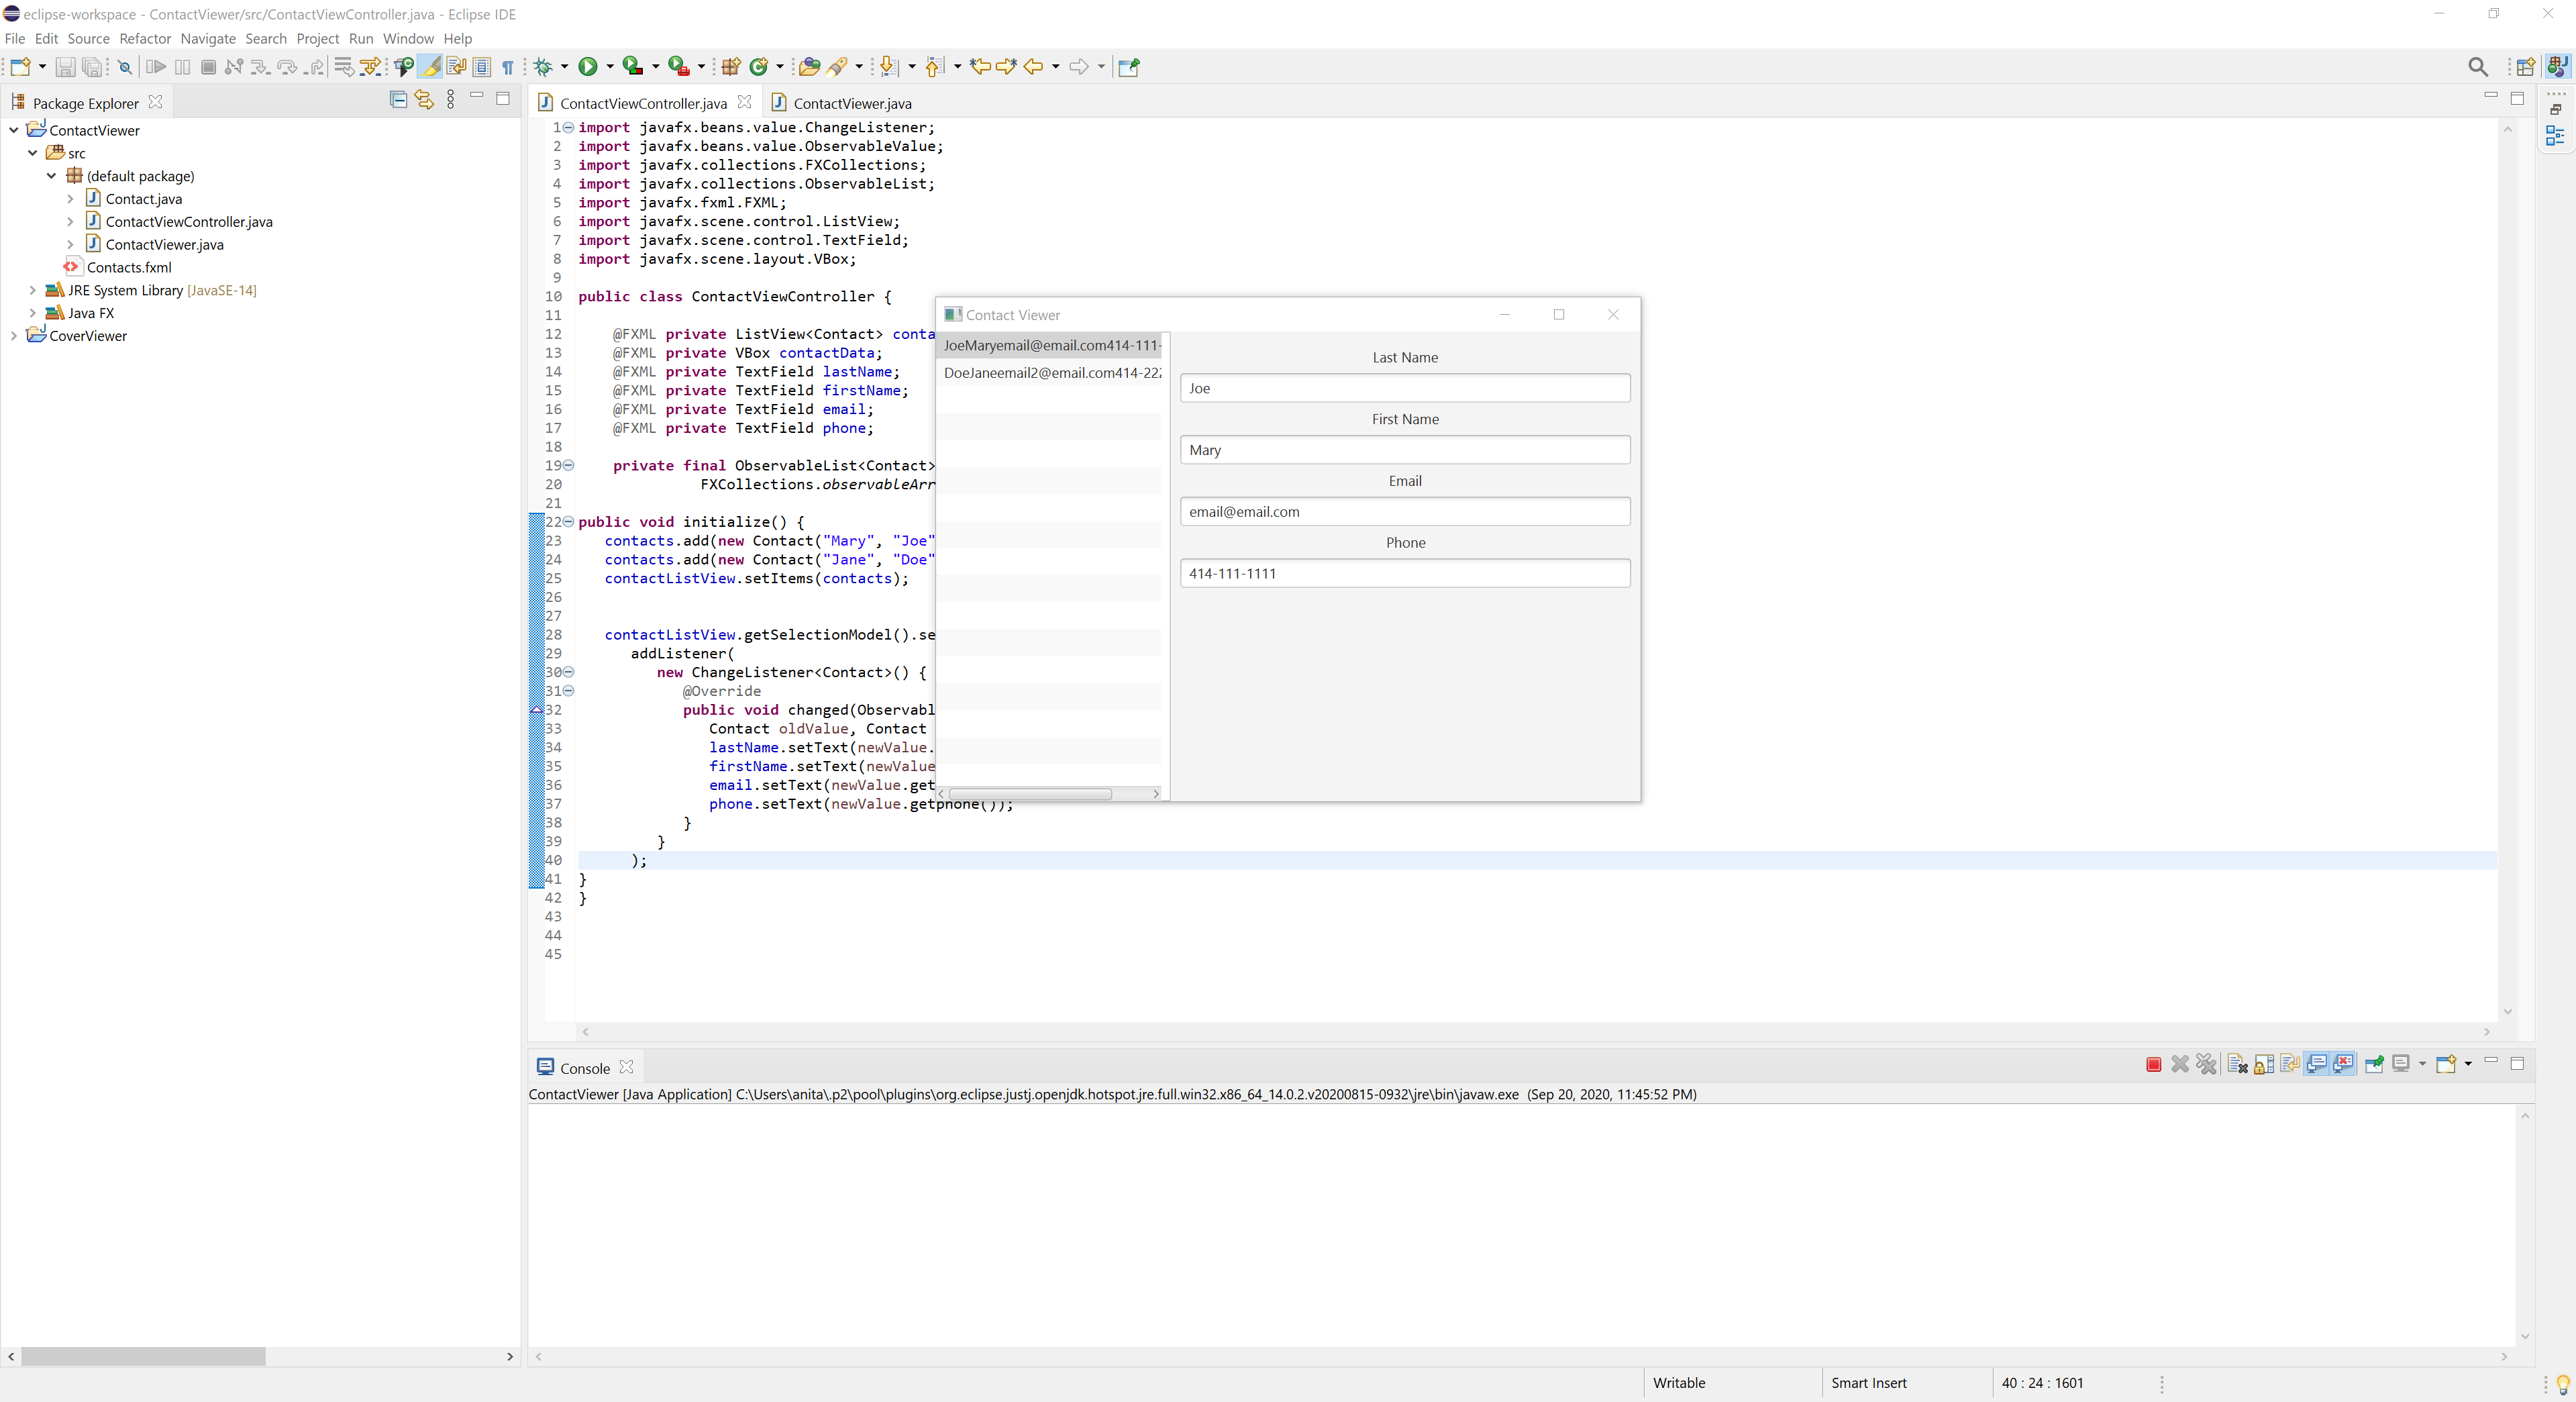 eclipse-workspace - ContactViewer/src/ContactViewController.java - Eclipse IDE
File Edit Source Refactor Navigate Search Project Run Window Help
Package Explorer
ContactViewer
src
(default package)
Contact.java
ContactViewController.java
ContactViewer.java
Contacts.fxml
JRE System Library [JavaSE-14]
Java FX
CoverViewer
ContactViewController.java
ContactViewer.java
1 import javafx.beans.value.ChangeListener;
2 import javafx.beans.value.ObservableValue;
3 import javafx.collections.FXCollections;
4 import javafx.collections.ObservableList;
5 import javafx.fxml.FXML;
6 import javafx.scene.control.ListView;
7 import javafx.scene.control.TextField;
8 import javafx.scene.layout.VBox;
9
10 public class ContactViewController {
11
12 @FXML private ListView<Contact> conta
13 @FXML private VBox contactData;
14 @FXML private TextField lastName;
15 @FXML private TextField firstName;
16 @FXML private TextField email;
17 @FXML private TextField phone;
18
19 private final ObservableList<Contact>
20 FXCollections.observableArr
21
22 public void initialize() {
23 contacts.add(new Contact("Mary", "Joe"
24 contacts.add(new Contact("Jane", "Doe"
25 contactListView.setItems(contacts);
26
27
28 contactListView.getSelectionModel().se
29 addListener(
30 new ChangeListener<Contact>() {
31 @Override
32 public void changed(Observabl
33 Contact oldValue, Contact
34 lastName.setText(newValue.
35 firstName.setText(newValue
36 email.setText(newValue.get
37 phone.setText(newValue.getphone());
38 }
39 }
40 );
41 }
42 }
43
44
45
Contact Viewer
JoeMaryemail@email.com414-111-
DoeJaneemail2@email.com414-222
Last Name
Joe
First Name
Mary
Email
email@email.com
Phone
414-111-1111
Console
ContactViewer [Java Application] C:\Users\anita\.p2\pool\plugins\org.eclipse.justj.openjdk.hotspot.jre.full.win32.x86_64_14.0.2.v20200815-0932\jre\bin\javaw.exe (Sep 20, 2020, 11:45:52 PM)
Writable
Smart Insert
40 : 24 : 1601